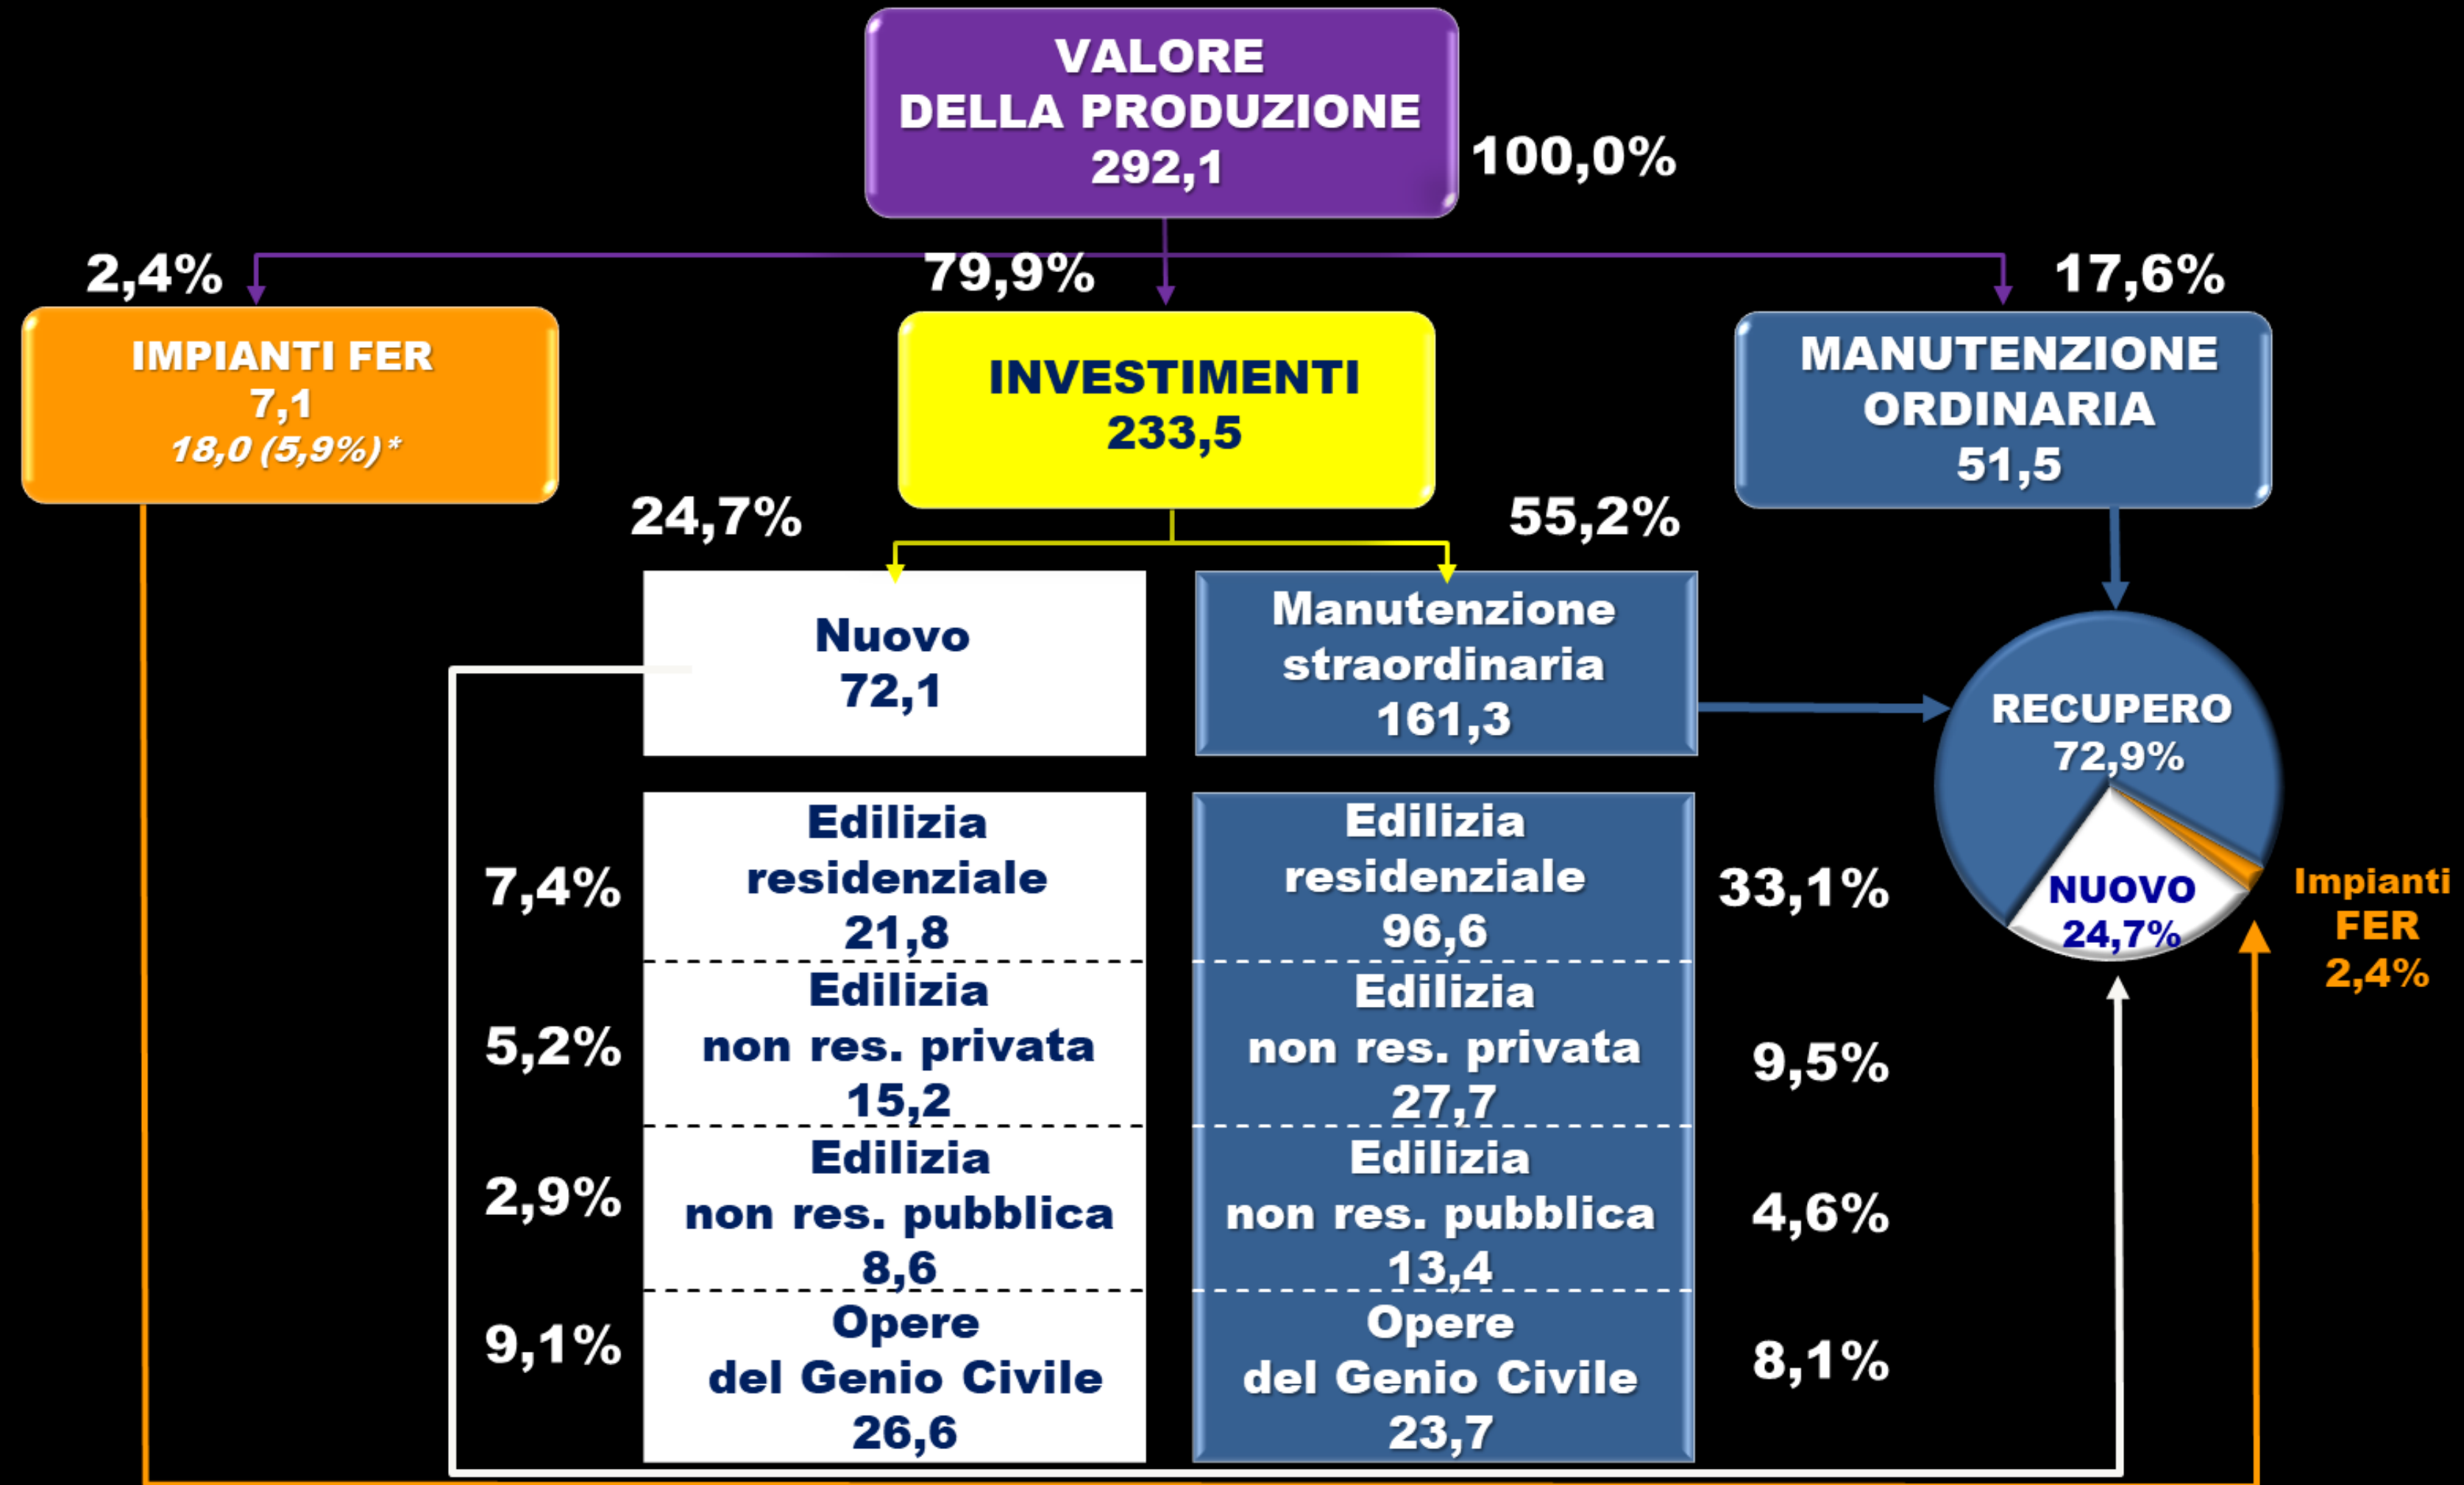 VALORE
DELLA PRODUZIONE
292,1
100,0%
2,4%
79,9%
17,6%
IMPIANTI FER
7,1
18,0 (5,9%)*
INVESTIMENTI
233,5
MANUTENZIONE
ORDINARIA
51,5
24,7%
55,2%
Nuovo
72,1
Manutenzione
straordinaria
161,3
RECUPERO
72,9%
NUOVO
24,7%
Impianti
FER
2,4%
7,4%
Edilizia
residenziale
21,8
Edilizia
residenziale
96,6
33,1%
5,2%
Edilizia
non res. privata
15,2
Edilizia
non res. privata
27,7
9,5%
2,9%
Edilizia
non res. pubblica
8,6
Edilizia
non res. pubblica
13,4
4,6%
9,1%
Opere
del Genio Civile
26,6
Opere
del Genio Civile
23,7
8,1%